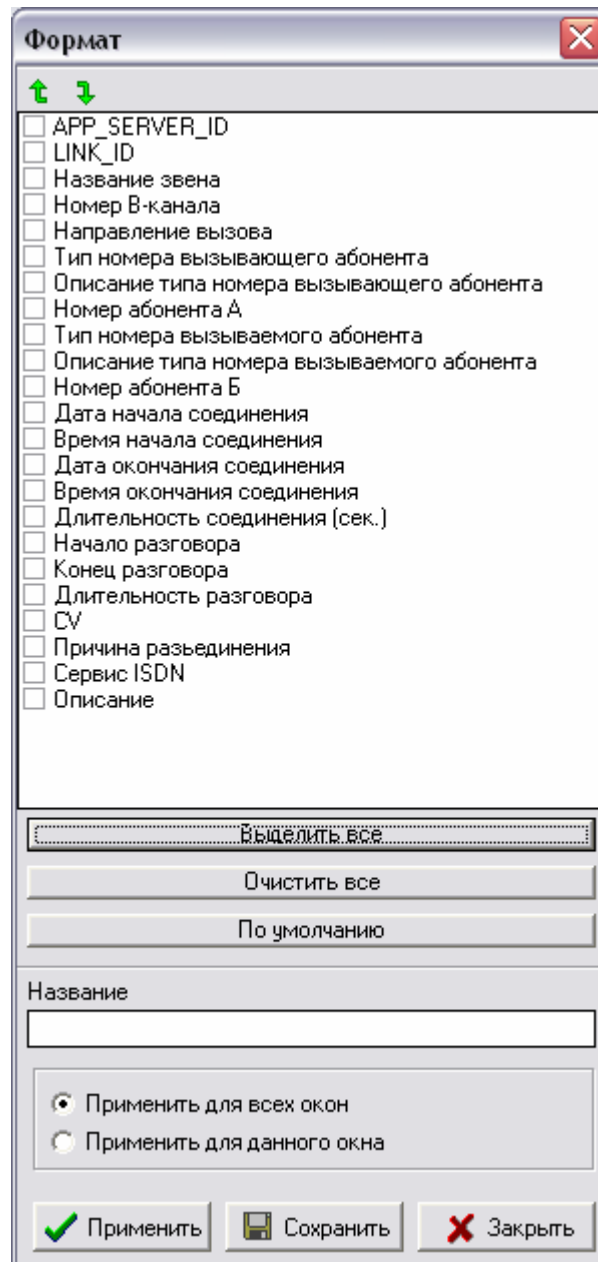 Формат
APP_SERVER_ID
LINK_ID
Название звена
Номер В-канала
Направление вызова
Тип номера вызывающего абонента
Описание типа номера вызывающего абонента
Номер абонента А
Тип номера вызываемого абонента
Описание типа номера вызываемого абонента
Номер абонента Б
Дата начала соединения
Время начала соединения
Дата окончания соединения
Время окончания соединения
Длительность соединения (сек.)
Начало разговора
Конец разговора
Длительность разговора
CV
Причина разьединения
Сервис ISDN
Описание
Выделить все
Очистить все
По умолчанию
Название
Применить для всех окон
Применить для данного окна
Применить Сохранить Закрыть